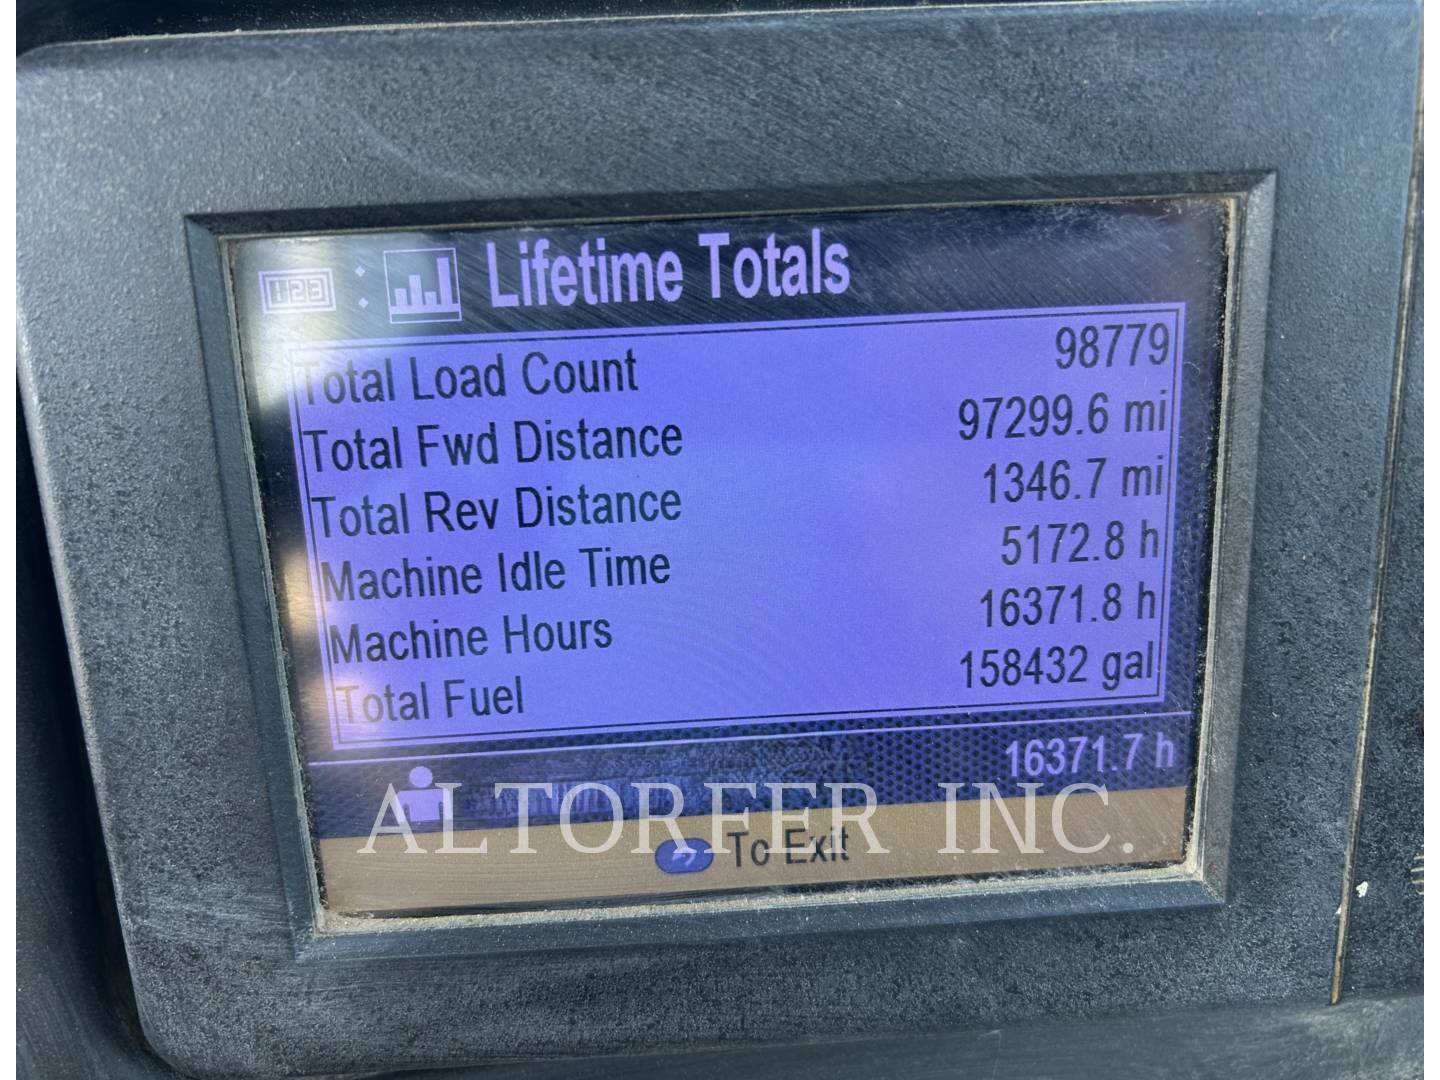 123 : Lifetime Totals
Total Load Count 98779
Total Fwd Distance 97299.6 mi
Total Rev Distance 1346.7 mi
Machine Idle Time 5172.8 h
Machine Hours 16371.8 h
Total Fuel 158432 gal
16371.7 h
ALTORFER INC.
To Exit